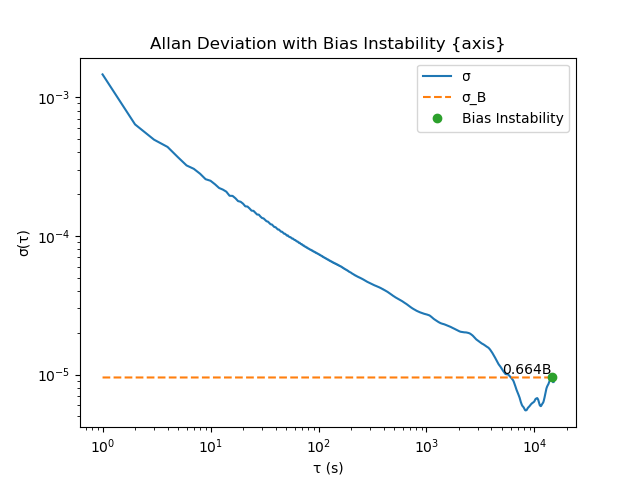 Allan Deviation with Bias Instability {axis}
σ
σ_B
Bias Instability
10⁻³
10⁻⁴
10⁻⁵
σ(τ)
0.664B
10⁰ 10¹ 10² 10³ 10⁴
τ (s)